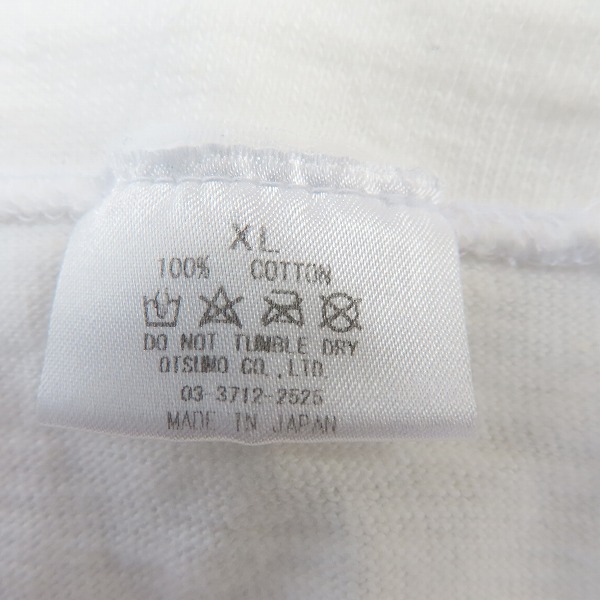 XL
100% COTTON
DO NOT TUMBLE DRY
OTSUMO CO.,LTD.
03-3712-2525
MADE IN JAPAN